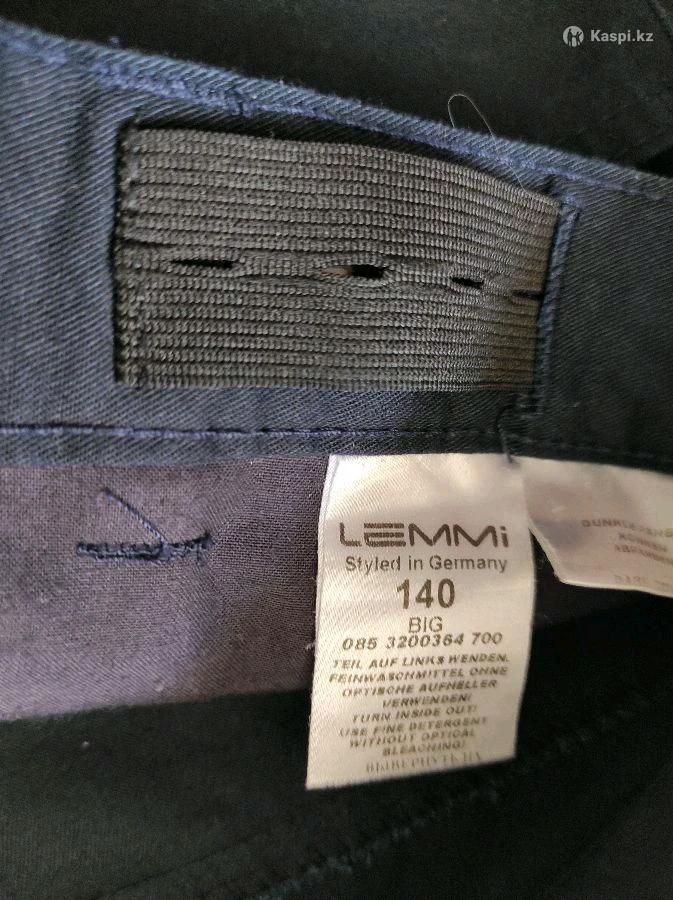 Kaspi.kz
LEMMi
Styled in Germany
140
BIG
085 3200364 700
TEIL AUF LINKS WENDEN.
FEINWASCHMITTEL OHNE
OPTISCHE AUFHELLER
VERWENDEN!
TURN INSIDE OUT!
USE FINE DETERGENT
WITHOUT OPTICAL
BLEACHING!
KÖNNEN